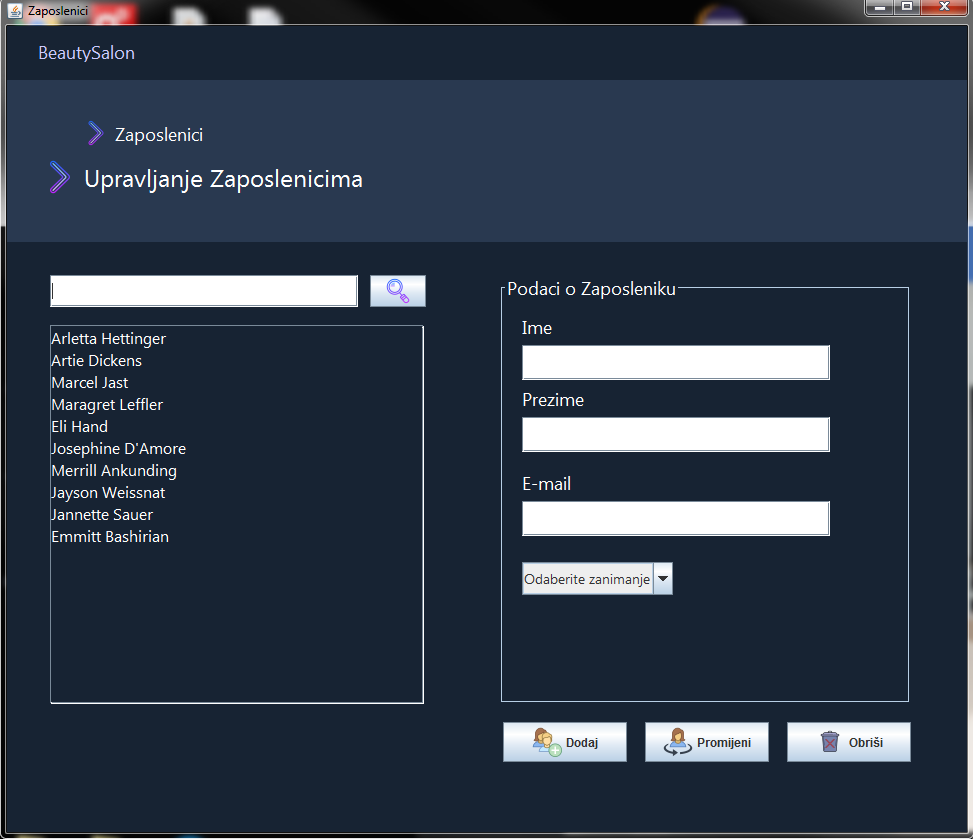 Zaposlenici
BeautySalon
Zaposlenici
Upravljanje Zaposlenicima
Arletta Hettinger
Artie Dickens
Marcel Jast
Maragret Leffler
Eli Hand
Josephine D'Amore
Merrill Ankunding
Jayson Weissnat
Jannette Sauer
Emmitt Bashirian
Podaci o Zaposleniku
Ime
Prezime
E-mail
Odaberite zanimanje
Dodaj
Promijeni
Obriši